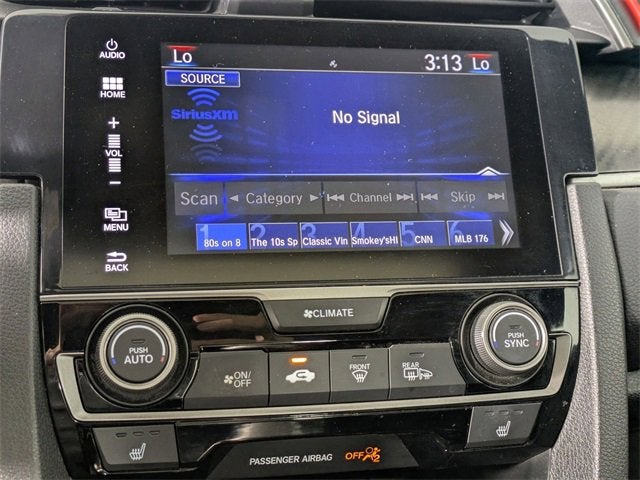 AUDIO
HOME
+
VOL
−
MENU
BACK
Lo 3:13 Lo
SOURCE
SiriusXM
No Signal
Scan Category Channel Skip
1 2 3 4 5 6
80s on 8 The 10s Sp Classic Vin Smokey'sHI CNN MLB 176
CLIMATE
PUSH
AUTO
ON/
OFF
FRONT
REAR
PUSH
SYNC
PASSENGER AIRBAG OFF 2